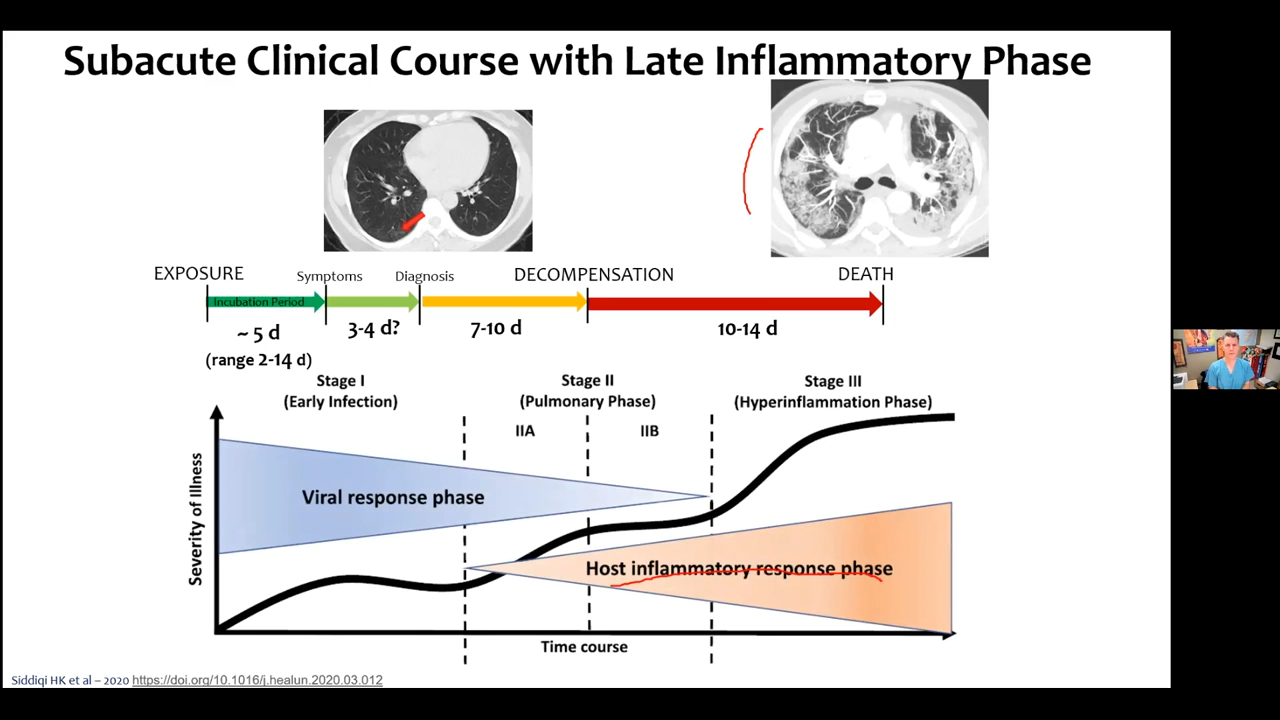 Subacute Clinical Course with Late Inflammatory Phase
EXPOSURE
Symptoms
Diagnosis
DECOMPENSATION
DEATH
Incubation Period
~ 5 d
(range 2-14 d)
3-4 d?
7-10 d
10-14 d
Stage I
(Early Infection)
Stage II
(Pulmonary Phase)
Stage III
(Hyperinflammation Phase)
IIA
IIB
Severity of Illness
Viral response phase
Host inflammatory response phase
Time course
Siddiqi HK et al – 2020 https://doi.org/10.1016/j.healun.2020.03.012